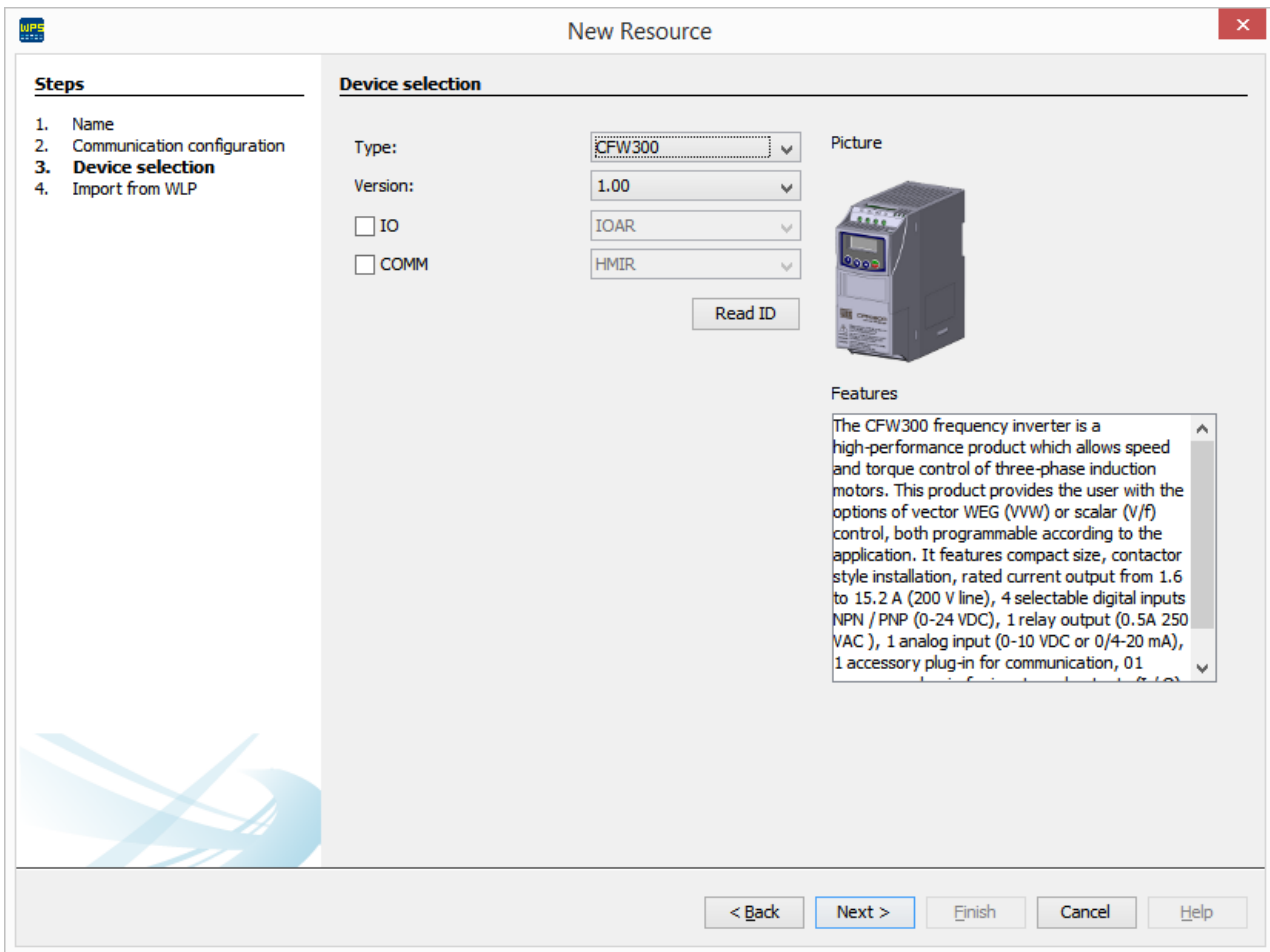 WPS
New Resource
Steps
1. Name
2. Communication configuration
3. Device selection
4. Import from WLP
Device selection
Type: CFW300
Version: 1.00
IO IOAR
COMM HMIR
Read ID
Picture
Features
The CFW300 frequency inverter is a
high-performance product which allows speed
and torque control of three-phase induction
motors. This product provides the user with the
options of vector WEG (VVW) or scalar (V/f)
control, both programmable according to the
application. It features compact size, contactor
style installation, rated current output from 1.6
to 15.2 A (200 V line), 4 selectable digital inputs
NPN / PNP (0-24 VDC), 1 relay output (0.5A 250
VAC ), 1 analog input (0-10 VDC or 0/4-20 mA),
1 accessory plug-in for communication, 01
< Back Next > Finish Cancel Help